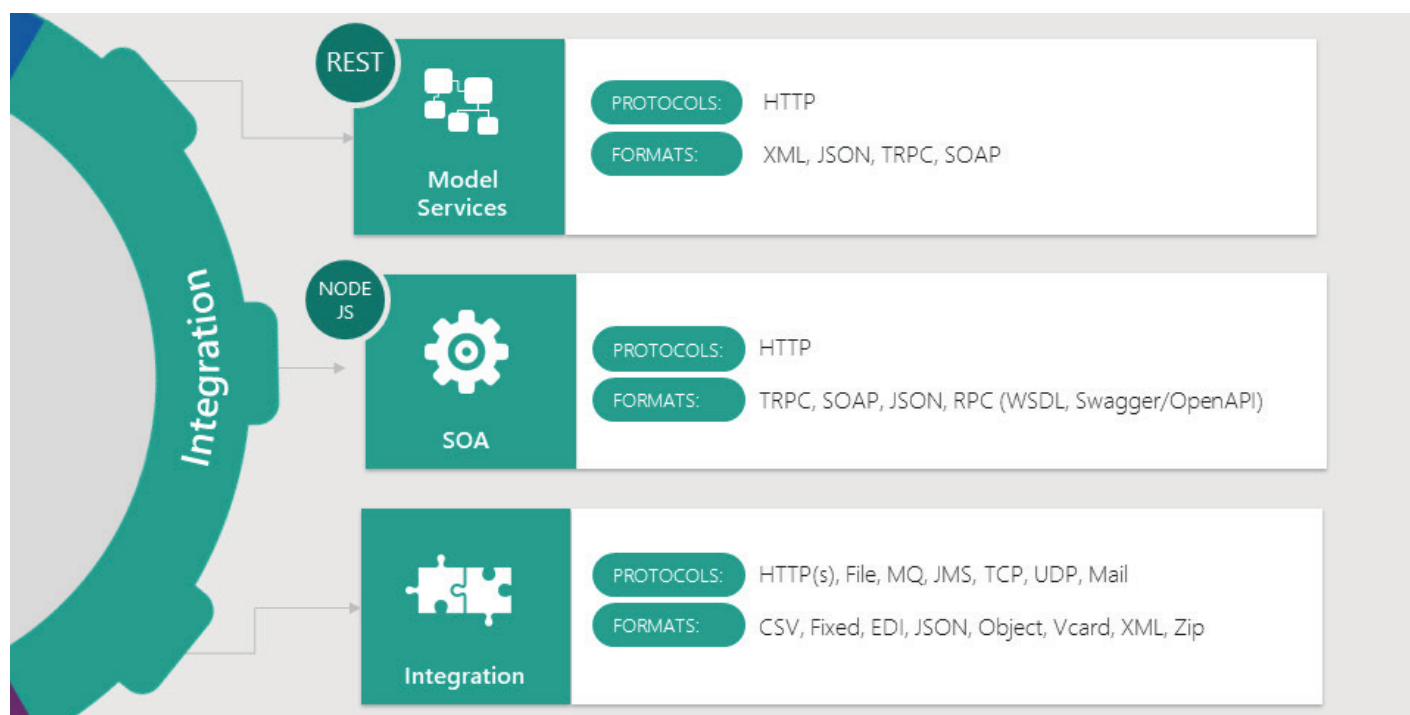 Integration
REST
Model
Services
PROTOCOLS: HTTP
FORMATS: XML, JSON, TRPC, SOAP
NODE
JS
SOA
PROTOCOLS: HTTP
FORMATS: TRPC, SOAP, JSON, RPC (WSDL, Swagger/OpenAPI)
Integration
PROTOCOLS: HTTP(s), File, MQ, JMS, TCP, UDP, Mail
FORMATS: CSV, Fixed, EDI, JSON, Object, Vcard, XML, Zip